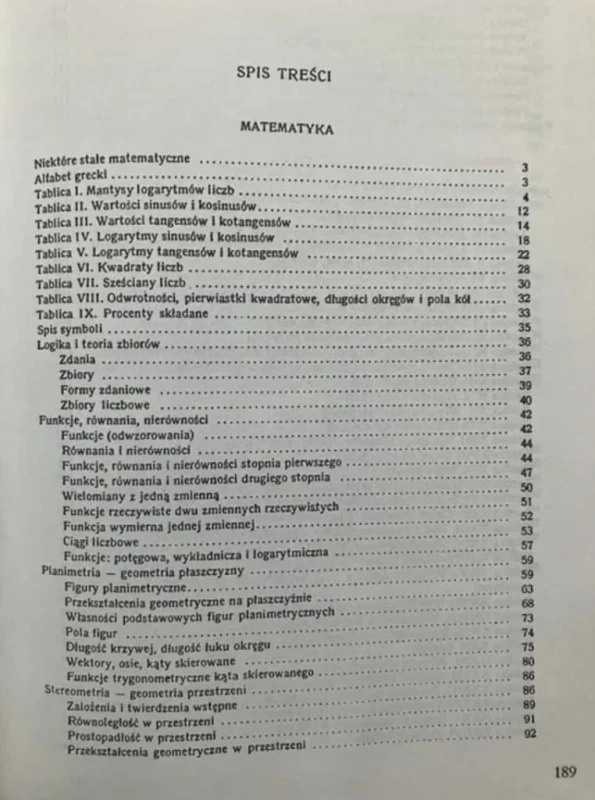 SPIS TREŚCI
MATEMATYKA
Niektóre stałe matematyczne ........ 3
Alfabet grecki ........ 3
Tablica I. Mantysy logarytmów liczb ........ 4
Tablica II. Wartości sinusów i kosinusów ........ 12
Tablica III. Wartości tangensów i kotangensów ........ 14
Tablica IV. Logarytmy sinusów i kosinusów ........ 18
Tablica V. Logarytmy tangensów i kotangensów ........ 22
Tablica VI. Kwadraty liczb ........ 28
Tablica VII. Sześciany liczb ........ 30
Tablica VIII. Odwrotności, pierwiastki kwadratowe, długości okręgów i pola kół ...... 32
Tablica IX. Procenty składane ........ 33
Spis symboli ........ 35
Logika i teoria zbiorów ........ 36
Zdania ........ 36
Zbiory ........ 37
Formy zdaniowe ........ 39
Zbiory liczbowe ........ 40
Funkcje, równania, nierówności ........ 42
Funkcje (odwzorowania) ........ 42
Równania i nierówności ........ 44
Funkcje, równania i nierówności stopnia pierwszego ........ 44
Funkcje, równania i nierówności drugiego stopnia ........ 47
Wielomiany z jedną zmienną ........ 50
Funkcje rzeczywiste dwu zmiennych rzeczywistych ........ 51
Funkcja wymierna jednej zmiennej ........ 52
Ciągi liczbowe ........ 53
Funkcje: potęgowa, wykładnicza i logarytmiczna ........ 57
Planimetria — geometria płaszczyzny ........ 59
Figury planimetryczne ........ 59
Przekształcenia geometryczne na płaszczyźnie ........ 63
Własności podstawowych figur planimetrycznych ........ 68
Pola figur ........ 73
Długość krzywej, długość łuku okręgu ........ 74
Wektory, osie, kąty skierowane ........ 75
Funkcje trygonometryczne kąta skierowanego ........ 80
Stereometria — geometria przestrzeni ........ 86
Założenia i twierdzenia wstępne ........ 86
Równoległość w przestrzeni ........ 89
Prostopadłość w przestrzeni ........ 91
Przekształcenia geometryczne w przestrzeni ........ 92
189